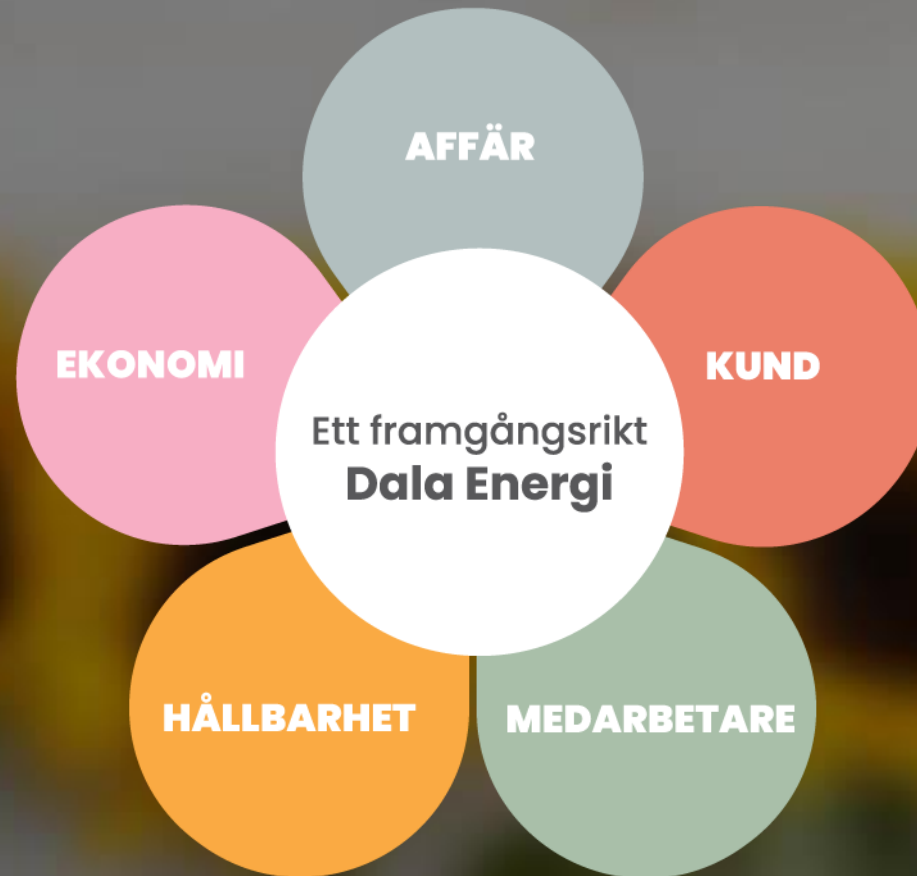 AFFÄR
EKONOMI
KUND
Ett framgångsrikt
Dala Energi
HÅLLBARHET
MEDARBETARE